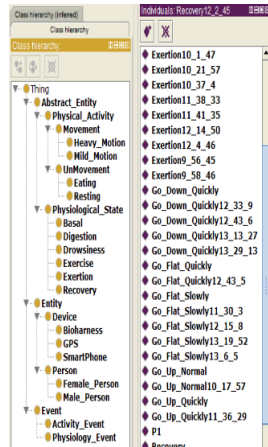 Class hierarchy (inferred)
Class hierarchy
Class hierarchy
Thing
Abstract_Entity
Physical_Activity
Movement
Heavy_Motion
Mild_Motion
UnMovement
Eating
Resting
Physiological_State
Basal
Digestion
Drowsiness
Exercise
Exertion
Recovery
Entity
Device
Bioharness
GPS
SmartPhone
Person
Female_Person
Male_Person
Event
Activity_Event
Physiology_Event
Individuals: Recovery12_2_45
Exertion10_1_47
Exertion10_21_57
Exertion10_37_4
Exertion11_38_33
Exertion11_41_35
Exertion12_14_50
Exertion12_4_46
Exertion9_56_45
Exertion9_58_46
Go_Down_Quickly
Go_Down_Quickly12_33_9
Go_Down_Quickly12_43_6
Go_Down_Quickly13_13_27
Go_Down_Quickly13_29_13
Go_Flat_Quickly
Go_Flat_Quickly12_43_5
Go_Flat_Slowly
Go_Flat_Slowly11_30_3
Go_Flat_Slowly12_15_8
Go_Flat_Slowly13_19_52
Go_Flat_Slowly13_6_5
Go_Up_Normal
Go_Up_Normal10_17_57
Go_Up_Quickly
Go_Up_Quickly11_36_29
P1
Recovery